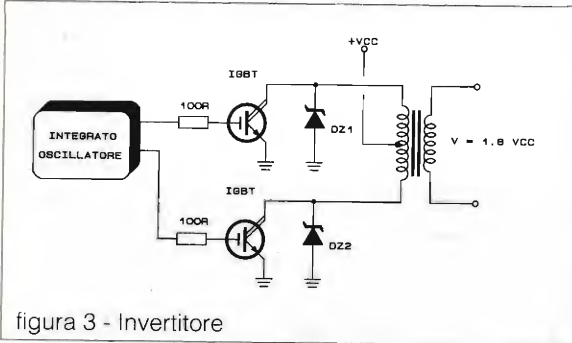 +VCC
IGBT
100R
DZ1
INTEGRATO
OSCILLATORE
V = 1.8 VCC
IGBT
100R
DZ2
figura 3 - Invertitore